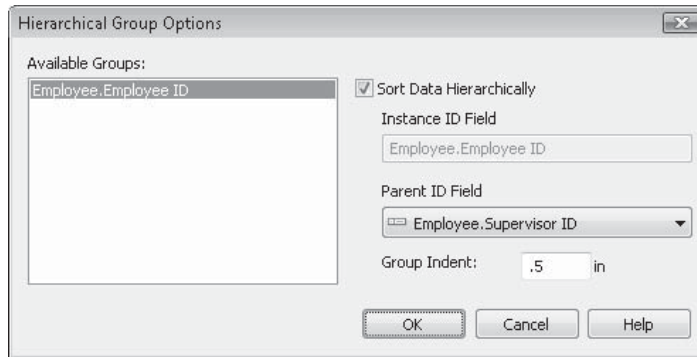 Hierarchical Group Options
Available Groups:
Employee.Employee ID
Sort Data Hierarchically
Instance ID Field
Employee.Employee ID
Parent ID Field
Employee.Supervisor ID
Group Indent: .5 in
OK Cancel Help